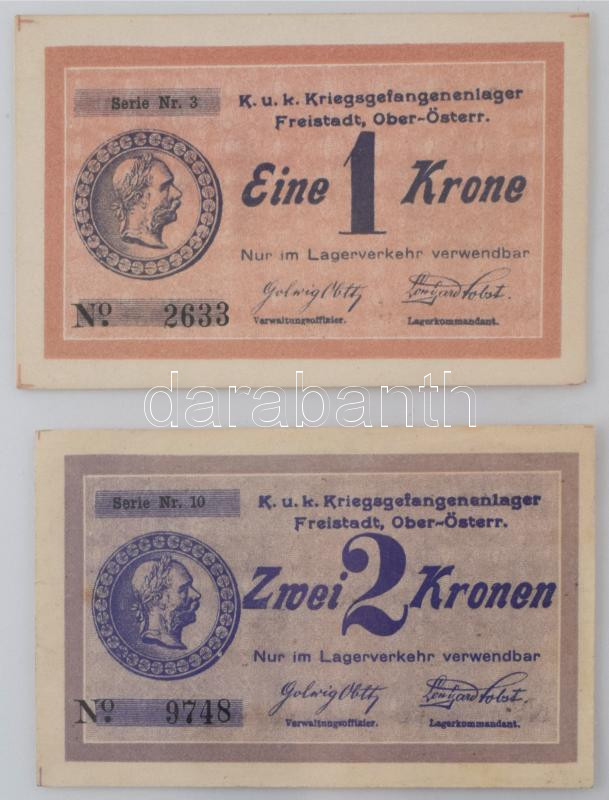 Serie Nr. 3
K. u. k. Kriegsgefangenenlager
Freistadt, Ober-Österr.
Eine 1 Krone
Nur im Lagerverkehr verwendbar
Verwaltungsoffizier. Lagerkommandant.
No. 2633
darabanth
Serie Nr. 10
K. u. k. Kriegsgefangenenlager
Freistadt, Ober-Österr.
Zwei 2 Kronen
Nur im Lagerverkehr verwendbar
Verwaltungsoffizier. Lagerkommandant.
No. 9748